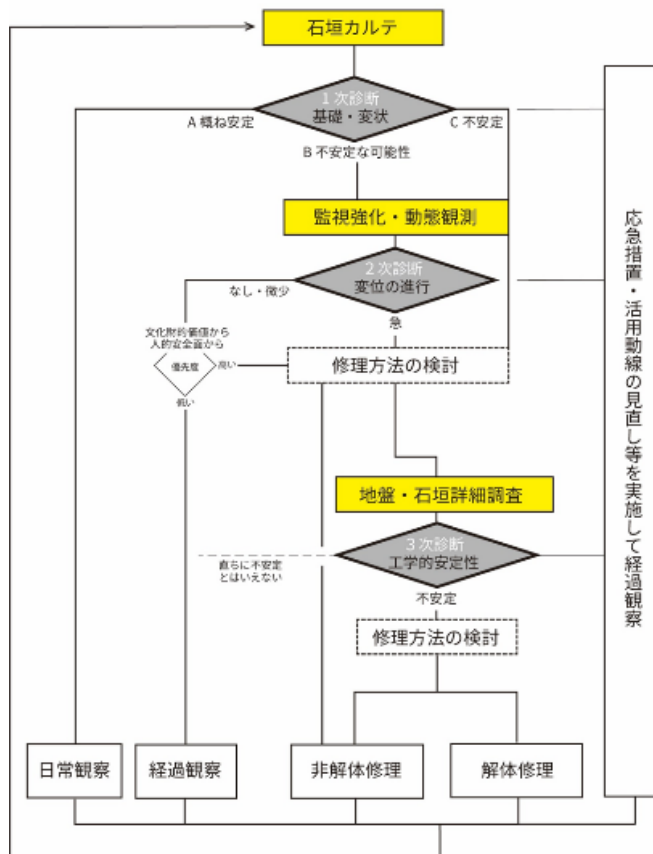 石垣カルテ
1次診断
基礎・変状
A 概ね安定
C 不安定
B 不安定な可能性
監視強化・動態観測
2次診断
変位の進行
なし・微少
急
文化財的価値から
人的安全面から
優先度
高い
低い
修理方法の検討
地盤・石垣詳細調査
3次診断
工学的安定性
直ちに不安定
とはいえない
不安定
修理方法の検討
日常観察
経過観察
非解体修理
解体修理
応急措置・活用動線の見直し等を実施して経過観察